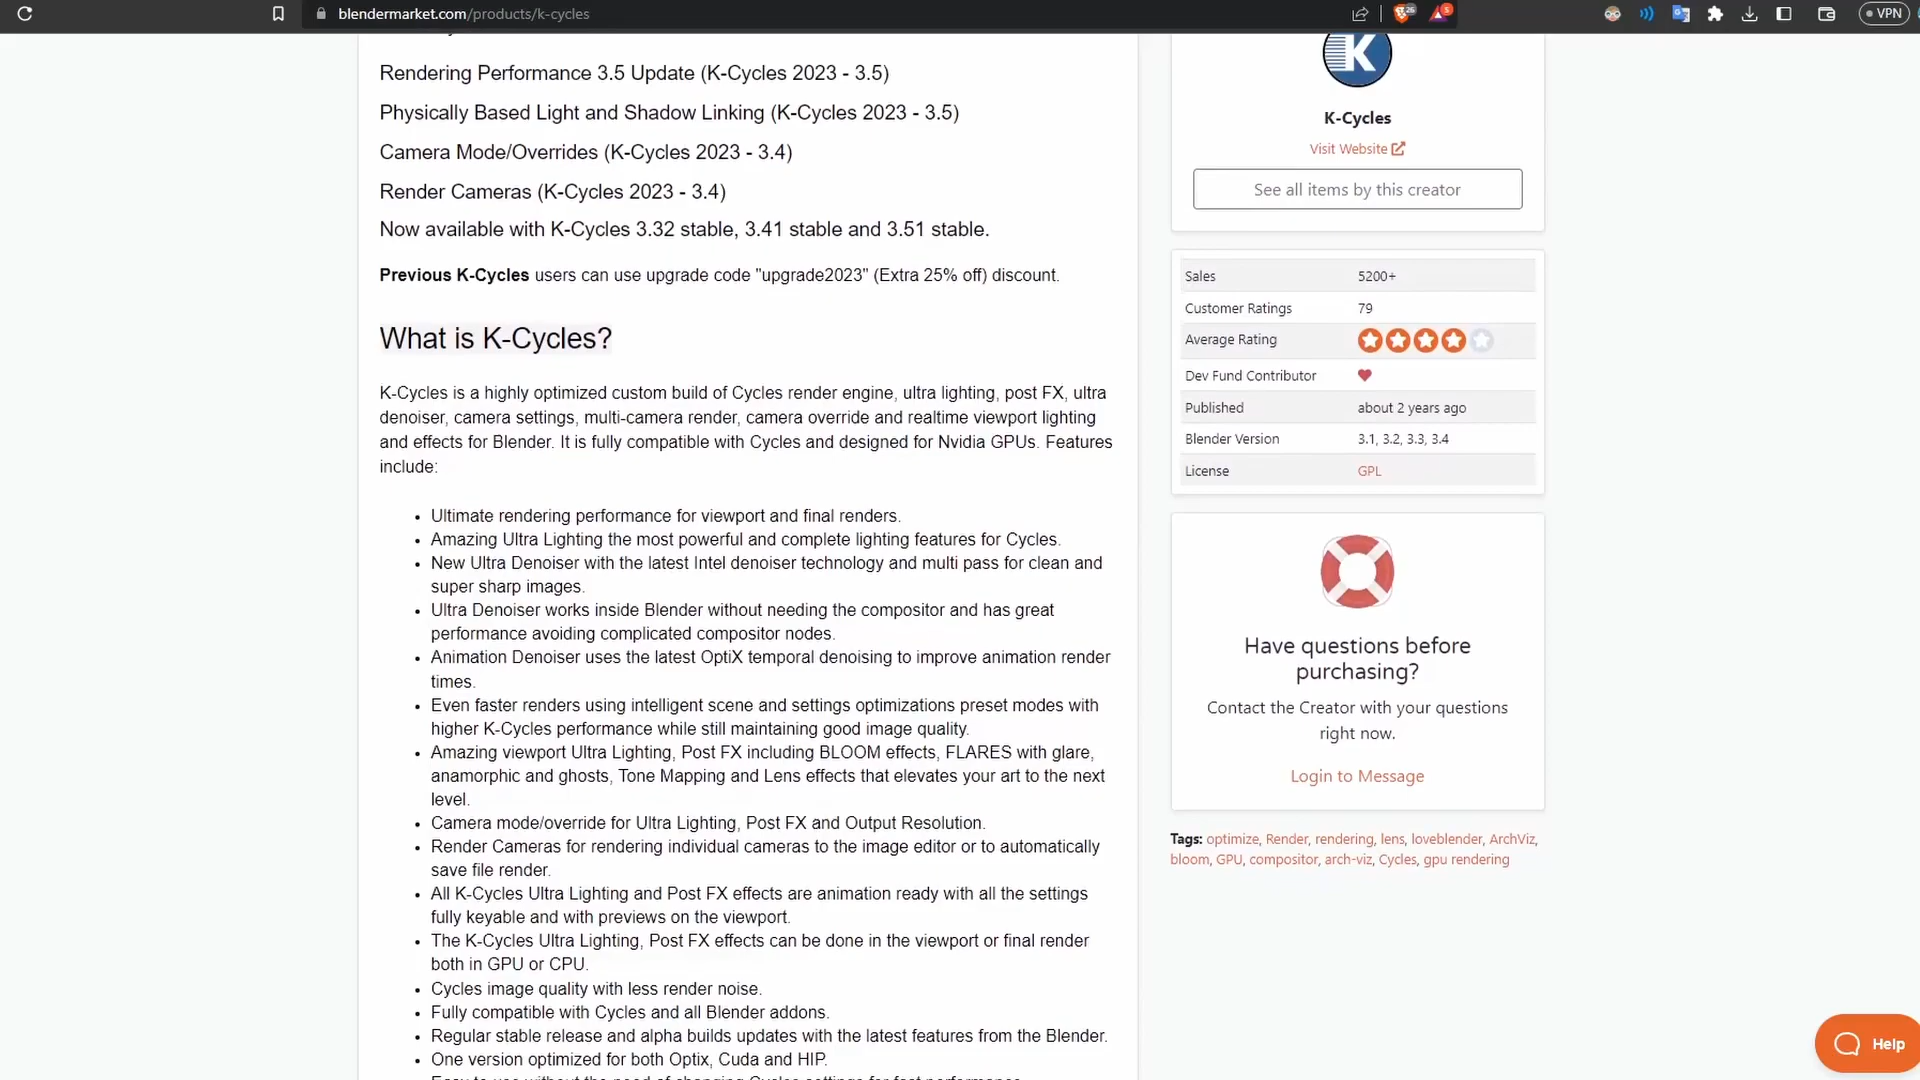 blendermarket.com/products/k-cycles
26
5
VPN
Rendering Performance 3.5 Update (K-Cycles 2023 - 3.5)
Physically Based Light and Shadow Linking (K-Cycles 2023 - 3.5)
Camera Mode/Overrides (K-Cycles 2023 - 3.4)
Render Cameras (K-Cycles 2023 - 3.4)
Now available with K-Cycles 3.32 stable, 3.41 stable and 3.51 stable.
Previous K-Cycles users can use upgrade code "upgrade2023" (Extra 25% off) discount.
What is K-Cycles?
K-Cycles is a highly optimized custom build of Cycles render engine, ultra lighting, post FX, ultra
denoiser, camera settings, multi-camera render, camera override and realtime viewport lighting
and effects for Blender. It is fully compatible with Cycles and designed for Nvidia GPUs. Features
include:
• Ultimate rendering performance for viewport and final renders.
• Amazing Ultra Lighting the most powerful and complete lighting features for Cycles.
• New Ultra Denoiser with the latest Intel denoiser technology and multi pass for clean and
super sharp images.
• Ultra Denoiser works inside Blender without needing the compositor and has great
performance avoiding complicated compositor nodes.
• Animation Denoiser uses the latest OptiX temporal denoising to improve animation render
times.
• Even faster renders using intelligent scene and settings optimizations preset modes with
higher K-Cycles performance while still maintaining good image quality.
• Amazing viewport Ultra Lighting, Post FX including BLOOM effects, FLARES with glare,
anamorphic and ghosts, Tone Mapping and Lens effects that elevates your art to the next
level.
• Camera mode/override for Ultra Lighting, Post FX and Output Resolution.
• Render Cameras for rendering individual cameras to the image editor or to automatically
save file render.
• All K-Cycles Ultra Lighting and Post FX effects are animation ready with all the settings
fully keyable and with previews on the viewport.
• The K-Cycles Ultra Lighting, Post FX effects can be done in the viewport or final render
both in GPU or CPU.
• Cycles image quality with less render noise.
• Fully compatible with Cycles and all Blender addons.
• Regular stable release and alpha builds updates with the latest features from the Blender.
• One version optimized for both Optix, Cuda and HIP.
K
K-Cycles
Visit Website
See all items by this creator
Sales 5200+
Customer Ratings 79
Average Rating
Dev Fund Contributor
Published about 2 years ago
Blender Version 3.1, 3.2, 3.3, 3.4
License GPL
Have questions before
purchasing?
Contact the Creator with your questions
right now.
Login to Message
Tags: optimize, Render, rendering, lens, loveblender, ArchViz,
bloom, GPU, compositor, arch-viz, Cycles, gpu rendering
Help